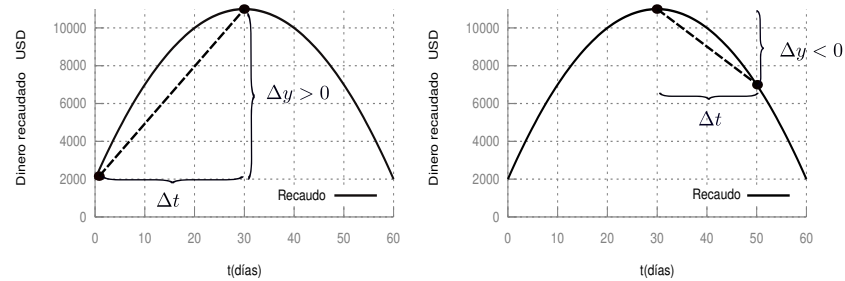 Dinero recaudado USD
10000
8000
6000
4000
2000
0
0 10 20 30 40 50 60
t(días)
Δy > 0
Δt
Recaudo
Dinero recaudado USD
10000
8000
6000
4000
2000
0
0 10 20 30 40 50 60
t(días)
Δy < 0
Δt
Recaudo